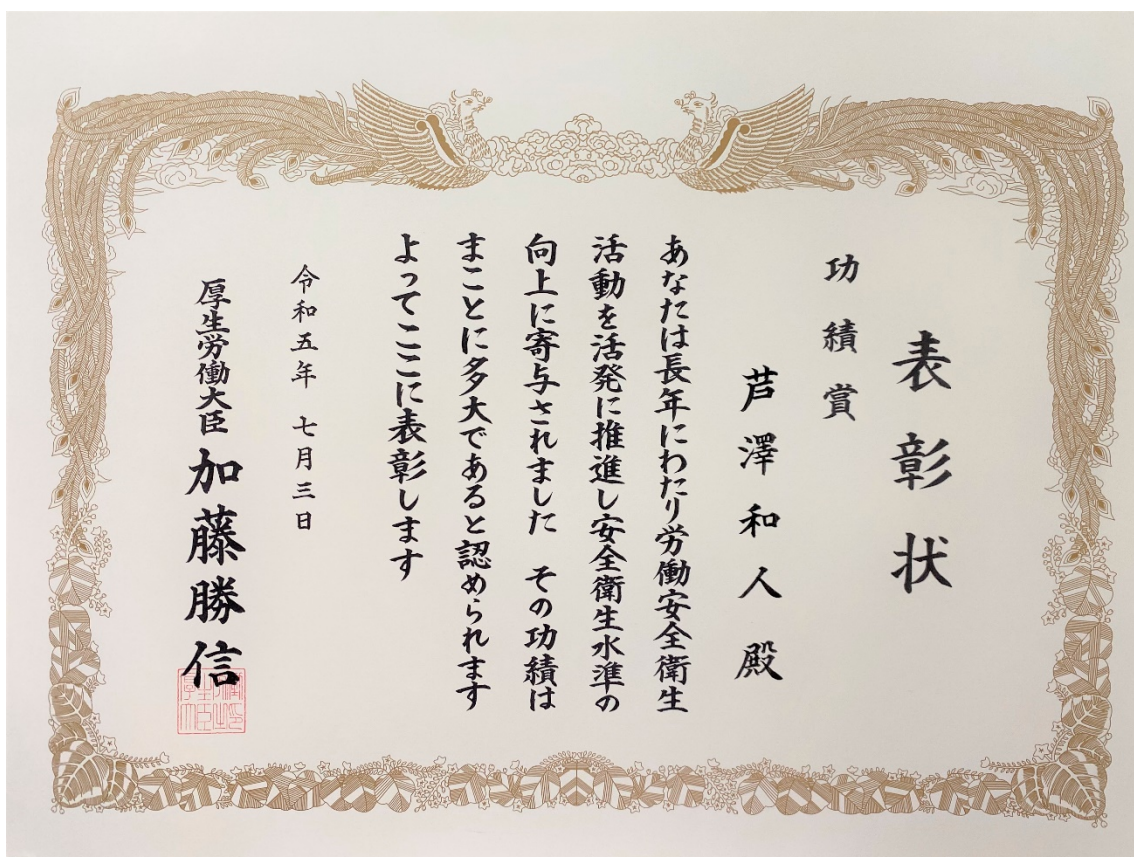 表彰状
功績賞
芦澤和人殿
あなたは長年にわたり労働安全衛生
活動を活発に推進し安全衛生水準の
向上に寄与されました その功績は
まことに多大であると認められます
よってここに表彰します
令和五年 七月三日
厚生労働大臣 加藤勝信